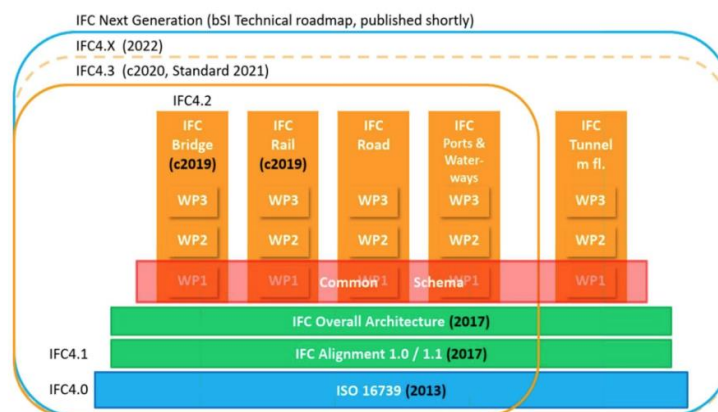 IFC Next Generation (bSI Technical roadmap, published shortly)
IFC4.X (2022)
IFC4.3 (c2020, Standard 2021)
IFC4.2
IFC
Bridge
(c2019)
WP3
WP2
WP1
IFC
Rail
(c2019)
WP3
WP2
WP1
IFC
Road
WP3
WP2
WP1
IFC
Ports &
Water-
ways
WP3
WP2
WP1
IFC
Tunnel
m fl.
WP3
WP2
WP1
Common Schema
IFC Overall Architecture (2017)
IFC4.1
IFC Alignment 1.0 / 1.1 (2017)
IFC4.0
ISO 16739 (2013)